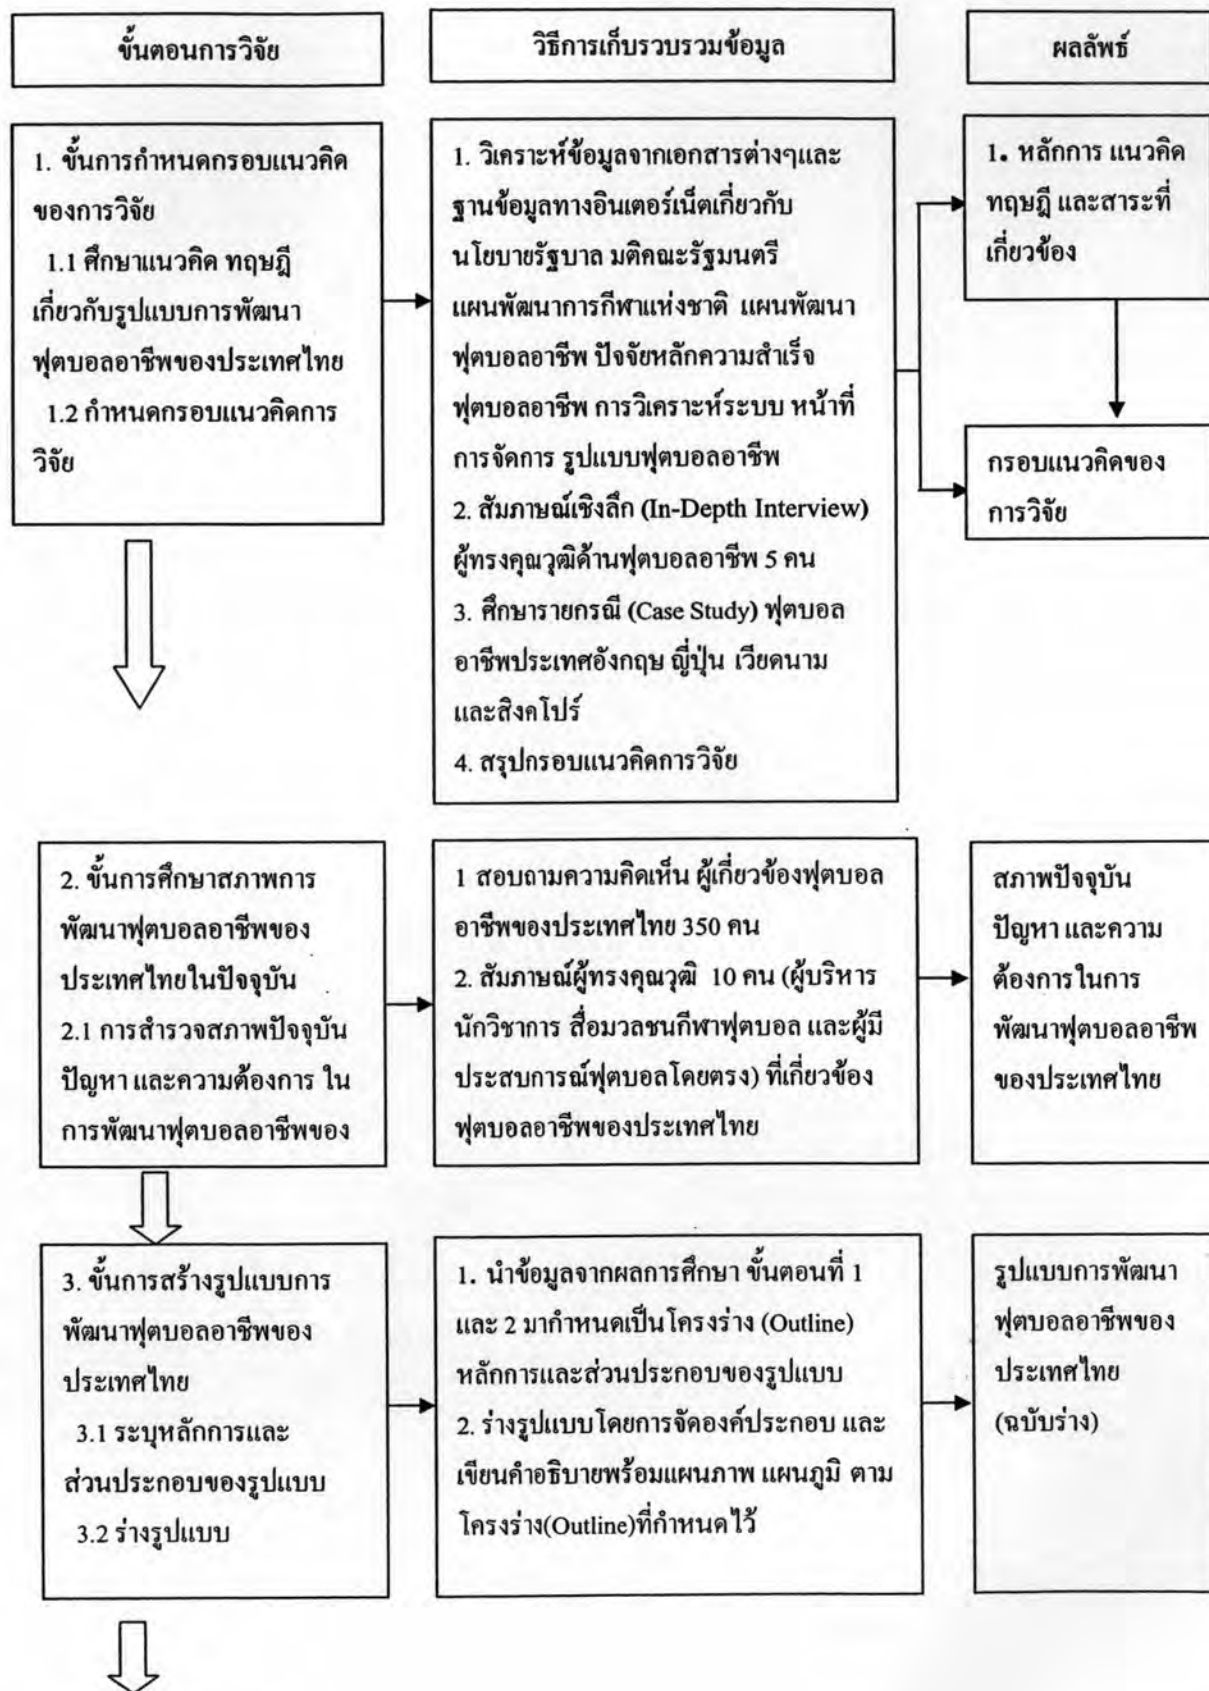 ขั้นตอนการวิจัย
วิธีการเก็บรวบรวมข้อมูล
ผลลัพธ์
1. ขั้นการกำหนดกรอบแนวคิด
ของการวิจัย
1.1 ศึกษาแนวคิด ทฤษฎี
เกี่ยวกับรูปแบบการพัฒนา
ฟุตบอลอาชีพของประเทศไทย
1.2 กำหนดกรอบแนวคิดการ
วิจัย
1. วิเคราะห์ข้อมูลจากเอกสารต่างๆและ
ฐานข้อมูลทางอินเตอร์เน็ตเกี่ยวกับ
นโยบายรัฐบาล มติคณะรัฐมนตรี
แผนพัฒนาการกีฬาแห่งชาติ แผนพัฒนา
ฟุตบอลอาชีพ ปัจจัยหลักความสำเร็จ
ฟุตบอลอาชีพ การวิเคราะห์ระบบ หน้าที่
การจัดการ รูปแบบฟุตบอลอาชีพ
2. สัมภาษณ์เชิงลึก (In-Depth Interview)
ผู้ทรงคุณวุฒิด้านฟุตบอลอาชีพ 5 คน
3. ศึกษารายกรณี (Case Study) ฟุตบอล
อาชีพประเทศอังกฤษ ญี่ปุ่น เวียดนาม
และสิงคโปร์
4. สรุปกรอบแนวคิดการวิจัย
1. หลักการ แนวคิด
ทฤษฎี และสาระที่
เกี่ยวข้อง
กรอบแนวคิดของ
การวิจัย
2. ขั้นการศึกษาสภาพการ
พัฒนาฟุตบอลอาชีพของ
ประเทศไทยในปัจจุบัน
2.1 การสำรวจสภาพปัจจุบัน
ปัญหา และความต้องการ ใน
การพัฒนาฟุตบอลอาชีพของ
1 สอบถามความคิดเห็น ผู้เกี่ยวข้องฟุตบอล
อาชีพของประเทศไทย 350 คน
2. สัมภาษณ์ผู้ทรงคุณวุฒิ 10 คน (ผู้บริหาร
นักวิชาการ สื่อมวลชนกีฬาฟุตบอล และผู้มี
ประสบการณ์ฟุตบอลโดยตรง) ที่เกี่ยวข้อง
ฟุตบอลอาชีพของประเทศไทย
สภาพปัจจุบัน
ปัญหา และความ
ต้องการในการ
พัฒนาฟุตบอลอาชีพ
ของประเทศไทย
3. ขั้นการสร้างรูปแบบการ
พัฒนาฟุตบอลอาชีพของ
ประเทศไทย
3.1 ระบุหลักการและ
ส่วนประกอบของรูปแบบ
3.2 ร่างรูปแบบ
1. นำข้อมูลจากผลการศึกษา ขั้นตอนที่ 1
และ 2 มากำหนดเป็นโครงร่าง (Outline)
หลักการและส่วนประกอบของรูปแบบ
2. ร่างรูปแบบโดยการจัดองค์ประกอบ และ
เขียนคำอธิบายพร้อมแผนภาพ แผนภูมิ ตาม
โครงร่าง(Outline)ที่กำหนดไว้
รูปแบบการพัฒนา
ฟุตบอลอาชีพของ
ประเทศไทย
(ฉบับร่าง)